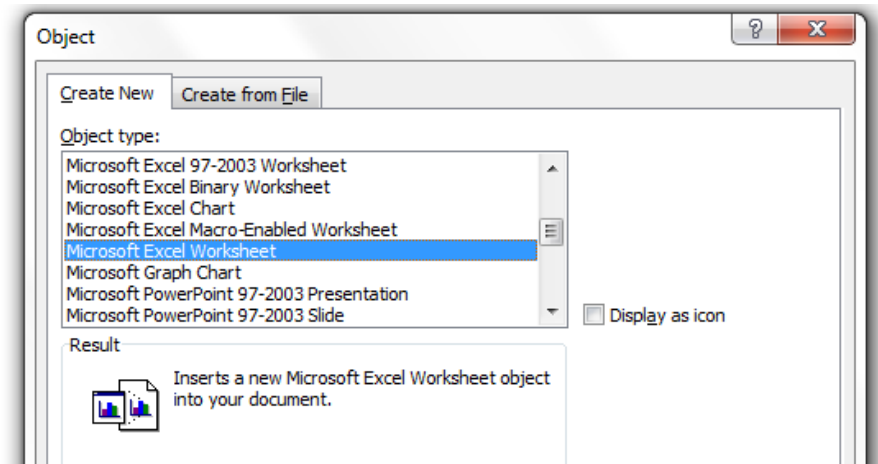 Object
?
X
Create New
Create from File
Object type:
Microsoft Excel 97-2003 Worksheet
Microsoft Excel Binary Worksheet
Microsoft Excel Chart
Microsoft Excel Macro-Enabled Worksheet
Microsoft Excel Worksheet
Microsoft Graph Chart
Microsoft PowerPoint 97-2003 Presentation
Microsoft PowerPoint 97-2003 Slide
Display as icon
Result
Inserts a new Microsoft Excel Worksheet object
into your document.